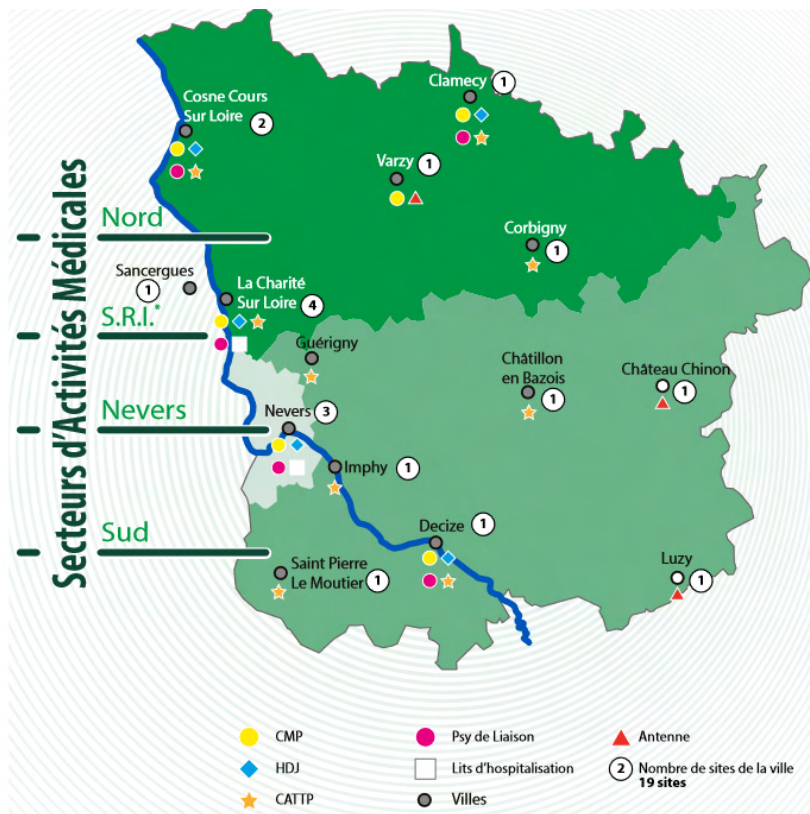 Secteurs d'Activités Médicales
Nord
S.R.I.*
Nevers
Sud
Cosne Cours
Sur Loire
2
Clamecy
1
Varzy
1
Corbigny
1
Sancergues
1
La Charité
Sur Loire
4
Guérigny
Châtillon
en Bazois
1
Château Chinon
1
Nevers
3
Imphy
1
Decize
1
Saint Pierre
Le Moutier
1
Luzy
1
CMP
Psy de Liaison
Antenne
HDJ
Lits d'hospitalisation
2
Nombre de sites de la ville
19 sites
CATTP
Villes